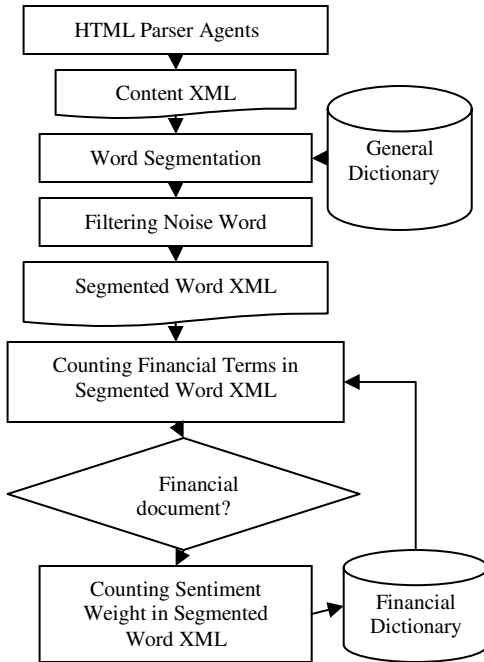 HTML Parser Agents
Content XML
Word Segmentation
General
Dictionary
Filtering Noise Word
Segmented Word XML
Counting Financial Terms in
Segmented Word XML
Financial
document?
Counting Sentiment
Weight in Segmented
Word XML
Financial
Dictionary